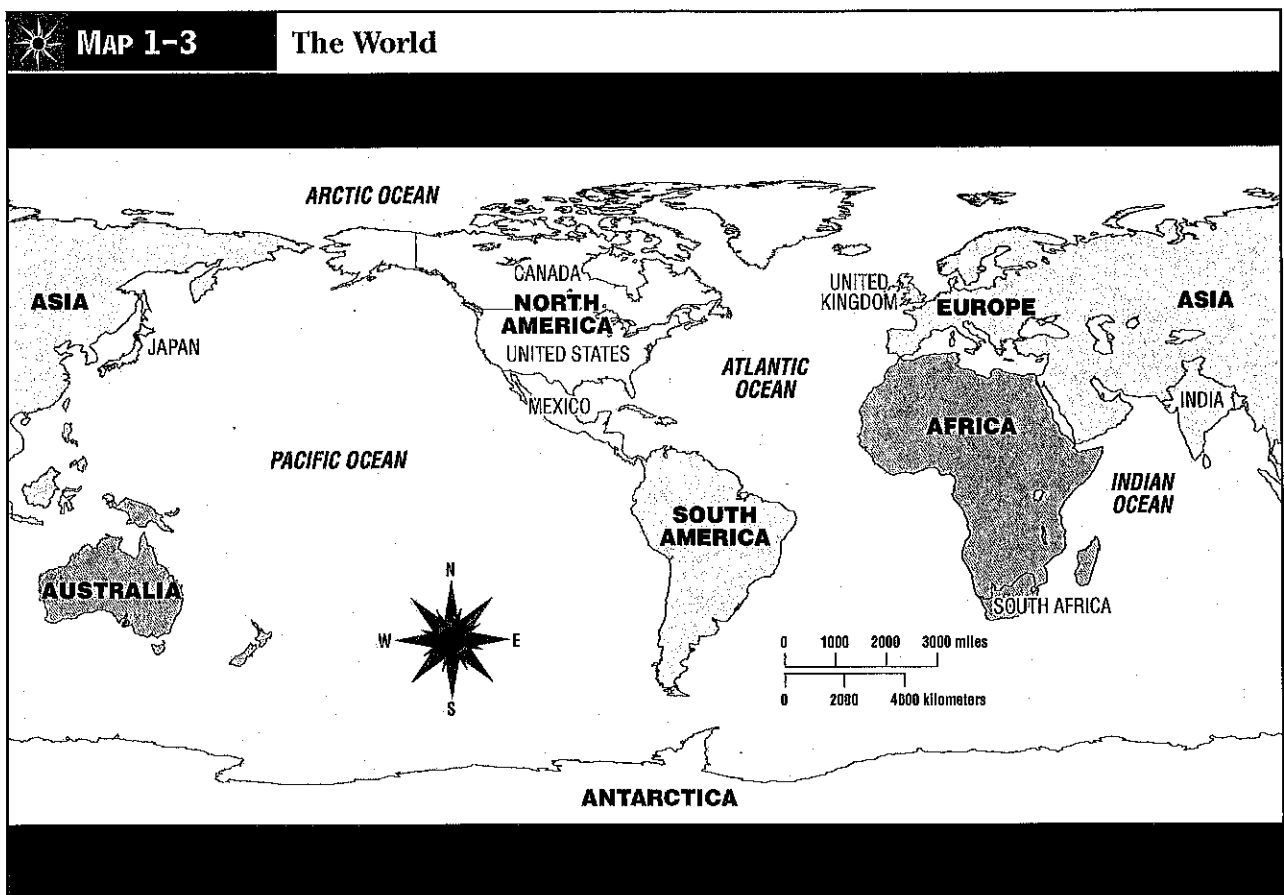 MAP 1-3
The World
ARCTIC OCEAN
CANADA
NORTH
AMERICA
UNITED STATES
MEXICO
UNITED
KINGDOM
EUROPE
ASIA
ASIA
JAPAN
ATLANTIC
OCEAN
AFRICA
INDIA
PACIFIC OCEAN
INDIAN
OCEAN
SOUTH
AMERICA
AUSTRALIA
SOUTH AFRICA
N
W
E
S
0 1000 2000 3000 miles
0 2000 4000 kilometers
ANTARCTICA